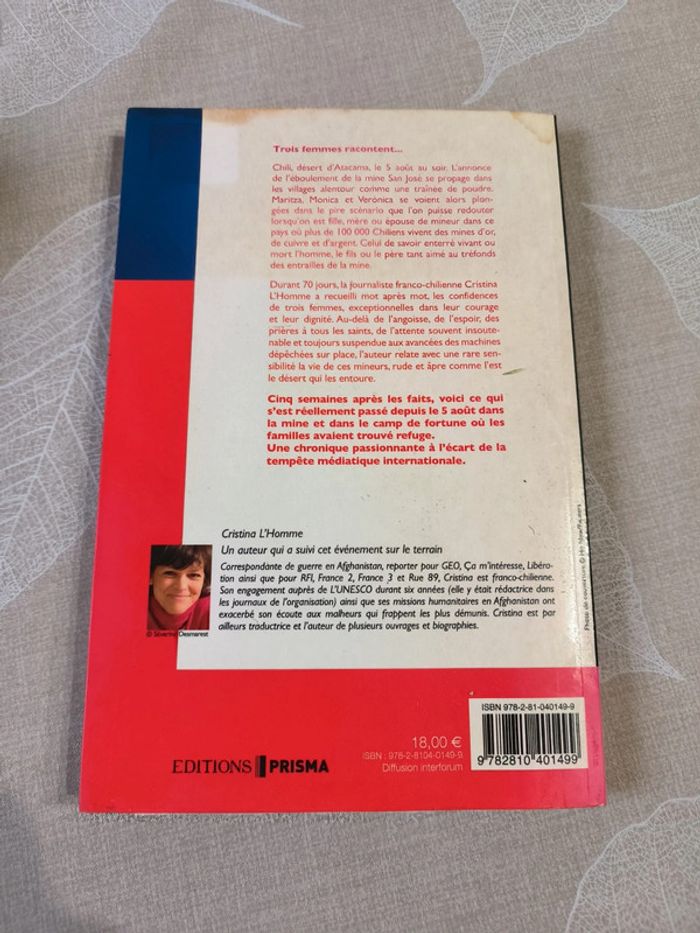 Trois femmes racontent...
Chili, désert d'Atacama, le 5 août au soir. L'annonce
de l'éboulement de la mine San José se propage dans
les villages alentour comme une traînée de poudre.
Maritza, Monica et Verónica se voient alors plon-
gées dans le pire scénario que l'on puisse redouter
lorsqu'on est fille, mère ou épouse de mineur dans ce
pays où plus de 100 000 Chiliens vivent des mines d'or,
de cuivre et d'argent. Celui de savoir enterré vivant ou
mort l'homme, le fils ou le père tant aimé au tréfonds
des entrailles de la mine.
Durant 70 jours, la journaliste franco-chilienne Cristina
L'Homme a recueilli mot après mot, les confidences
de trois femmes, exceptionnelles dans leur courage
et leur dignité. Au-delà de l'angoisse, de l'espoir, des
prières à tous les saints, de l'attente souvent insoute-
nable et toujours suspendue aux avancées des machines
dépêchées sur place, l'auteur relate avec une rare sen-
sibilité la vie de ces mineurs, rude et âpre comme l'est
le désert qui les entoure.
Cinq semaines après les faits, voici ce qui
s'est réellement passé depuis le 5 août dans
la mine et dans le camp de fortune où les
familles avaient trouvé refuge.
Une chronique passionnante à l'écart de la
tempête médiatique internationale.
Cristina L'Homme
Un auteur qui a suivi cet événement sur le terrain
Correspondante de guerre en Afghanistan, reporter pour GEO, Ça m'intéresse, Libéra-
tion ainsi que pour RFI, France 2, France 3 et Rue 89, Cristina est franco-chilienne.
Son engagement auprès de L'UNESCO durant six années (elle y était rédactrice dans
les journaux de l'organisation) ainsi que ses missions humanitaires en Afghanistan ont
exacerbé son écoute aux malheurs qui frappent les plus démunis. Cristina est par
ailleurs traductrice et l'auteur de plusieurs ouvrages et biographies.
© Séverine Desmarest
Photo de couverture ©
ISBN 978-2-81-040149-9
9 782810 401499
18,00 €
ISBN : 978-2-8104-0149-9
Diffusion interforum
EDITIONS PRISMA